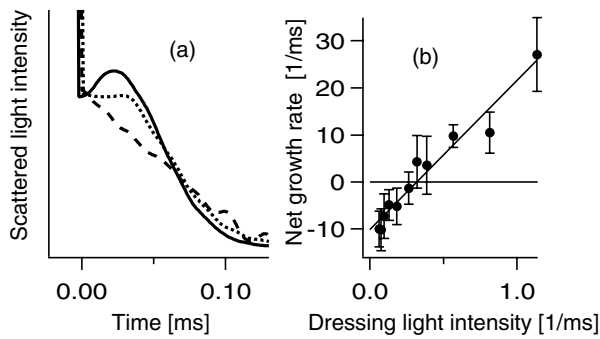 (a)
Scattered light intensity
0.00
0.10
Time [ms]
(b)
Net growth rate [1/ms]
30
20
10
0
-10
0.0
1.0
Dressing light intensity [1/ms]